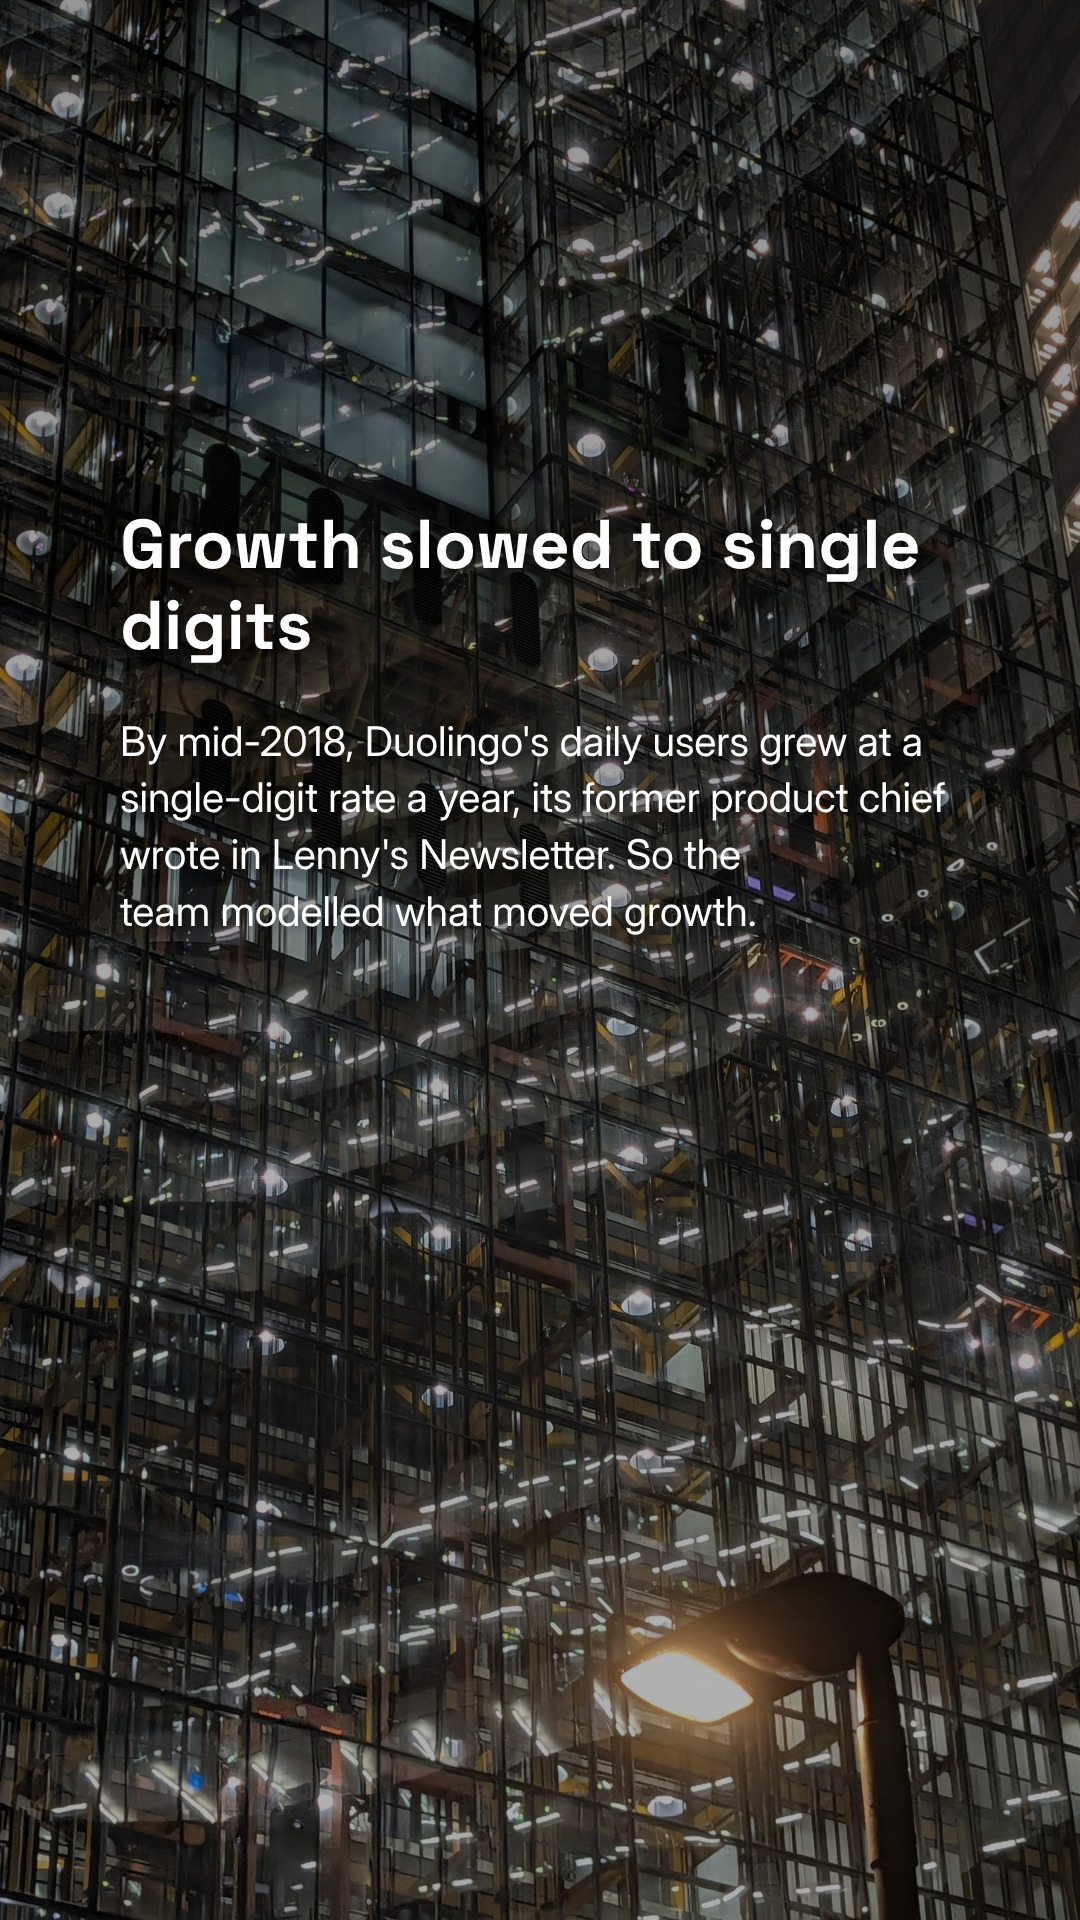 Growth slowed to single
digits
By mid-2018, Duolingo's daily users grew at a
single-digit rate a year, its former product chief
wrote in Lenny's Newsletter. So the
team modelled what moved growth.